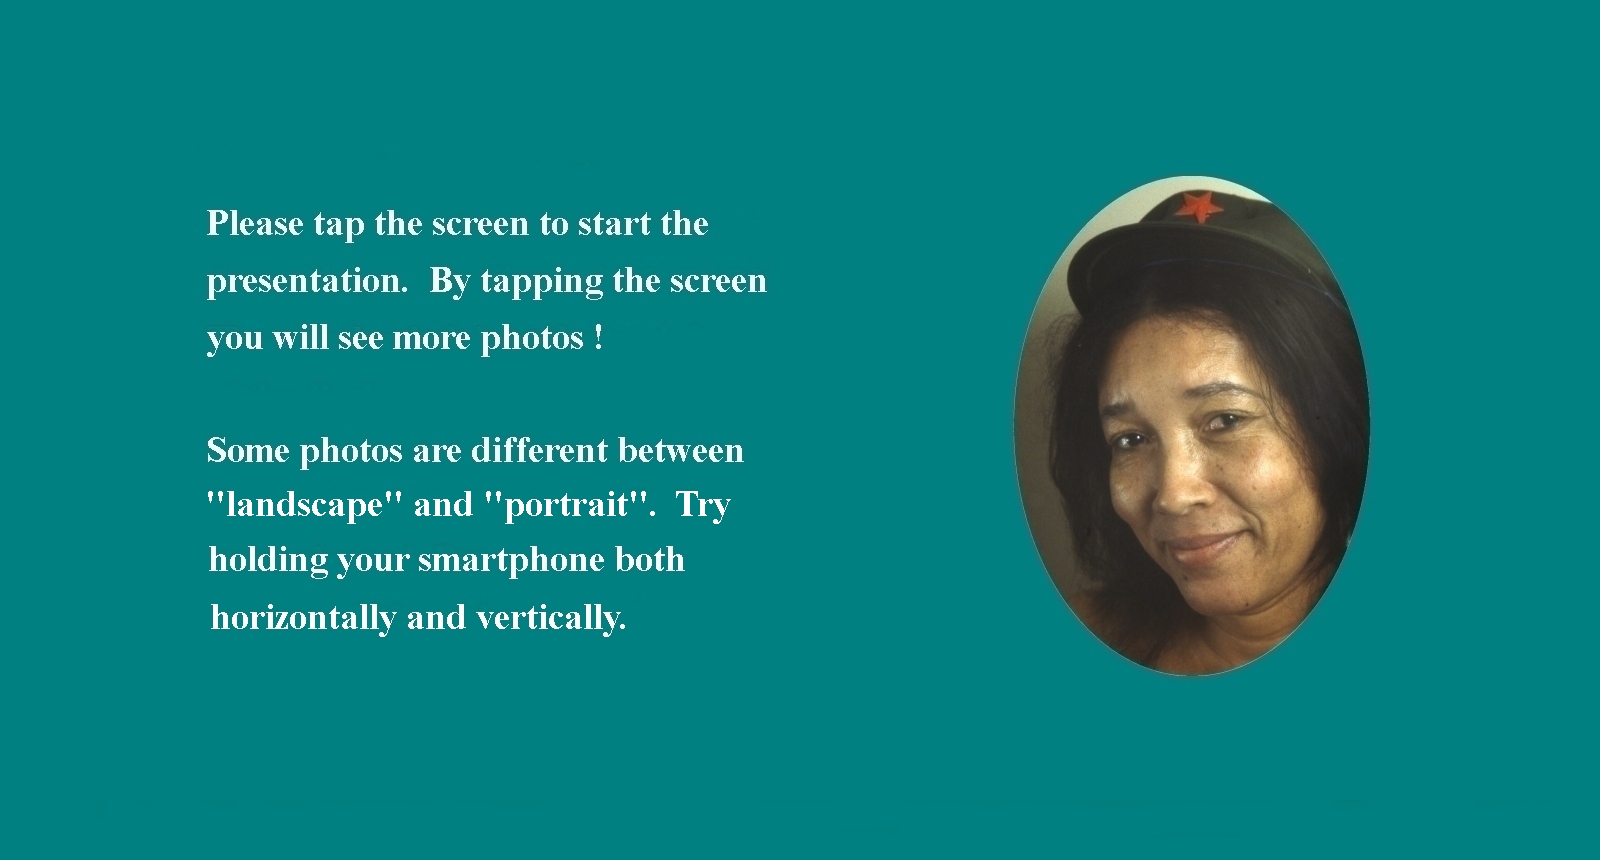 Please tap the screen to start the
presentation.  By tapping the screen
you will see more photos !
Some photos are different between
"landscape" and "portrait".  Try
holding your smartphone both
horizontally and vertically.